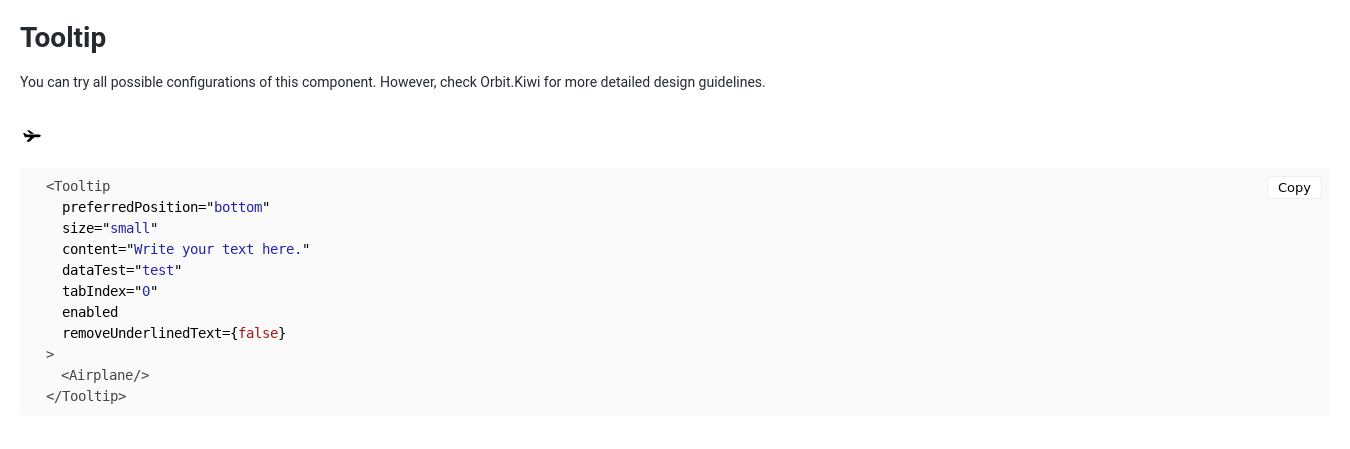 Tooltip
You can try all possible configurations of this component. However, check Orbit.Kiwi for more detailed design guidelines.
Copy
<Tooltip
  preferredPosition="bottom"
  size="small"
  content="Write your text here."
  dataTest="test"
  tabIndex="0"
  enabled
  removeUnderlinedText={false}
>
  <Airplane/>
</Tooltip>